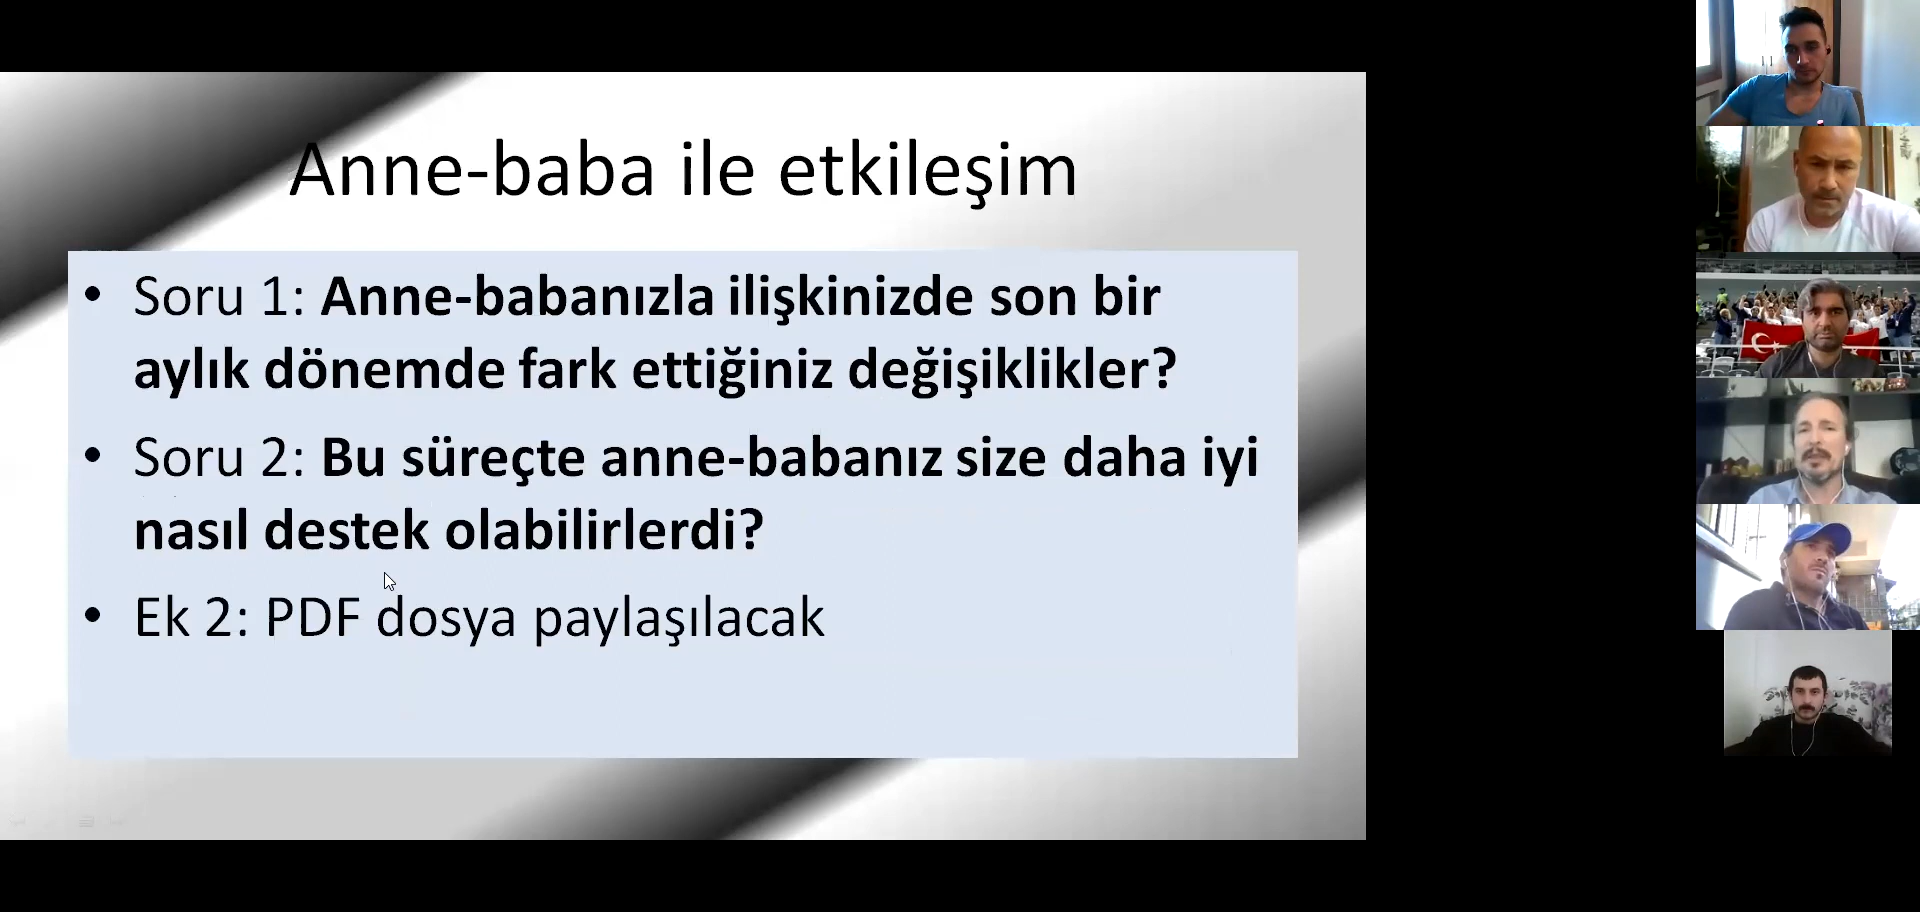 Anne-baba ile etkileşim
• Soru 1: Anne-babanızla ilişkinizde son bir
aylık dönemde fark ettiğiniz değişiklikler?
• Soru 2: Bu süreçte anne-babanız size daha iyi
nasıl destek olabilirlerdi?
• Ek 2: PDF dosya paylaşılacak